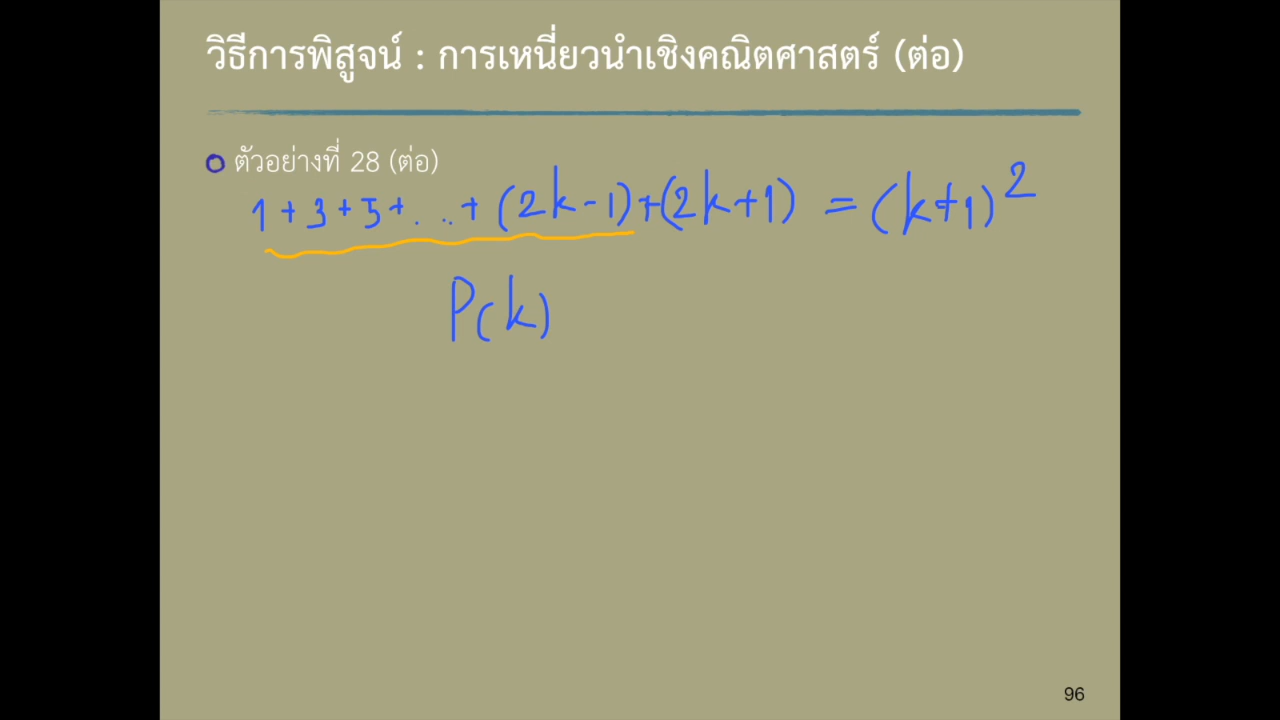 วิธีการพิสูจน์ : การเหนี่ยวนำเชิงคณิตศาสตร์ (ต่อ)
ตัวอย่างที่ 28 (ต่อ)
1 + 3 + 5 + . .. + (2k-1)+(2k+1) = (k+1)²
P(k)
96